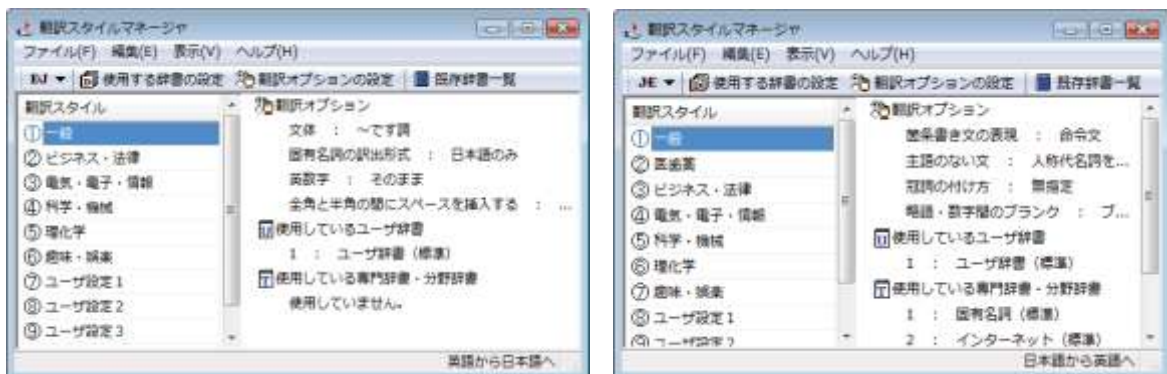 翻訳スタイルマネージャ
ファイル(F) 編集(E) 表示(V) ヘルプ(H)
EJ 使用する辞書の設定 翻訳オプションの設定 既存辞書一覧
翻訳スタイル
① 一般
② ビジネス・法律
③ 電気・電子・情報
④ 科学・機械
⑤ 理化学
⑥ 趣味・娯楽
⑦ ユーザ設定1
⑧ ユーザ設定2
⑨ ユーザ設定3
翻訳オプション
文体 : ～です調
固有名詞の訳出形式 : 日本語のみ
英数字 : そのまま
全角と半角の間にスペースを挿入する : ...
使用しているユーザ辞書
1 : ユーザ辞書（標準）
使用している専門辞書・分野辞書
使用していません。
英語から日本語へ
翻訳スタイルマネージャ
ファイル(F) 編集(E) 表示(V) ヘルプ(H)
JE 使用する辞書の設定 翻訳オプションの設定 既存辞書一覧
翻訳スタイル
① 一般
② 医歯薬
③ ビジネス・法律
④ 電気・電子・情報
⑤ 科学・機械
⑥ 理化学
⑦ 趣味・娯楽
⑧ ユーザ設定1
⑨ ユーザ設定2
翻訳オプション
箇条書き文の表現 : 命令文
主語のない文 : 人称代名詞を...
冠詞の付け方 : 無指定
略語・数字間のブランク : ブ...
使用しているユーザ辞書
1 : ユーザ辞書（標準）
使用している専門辞書・分野辞書
1 : 固有名詞（標準）
2 : インターネット（標準）
日本語から英語へ